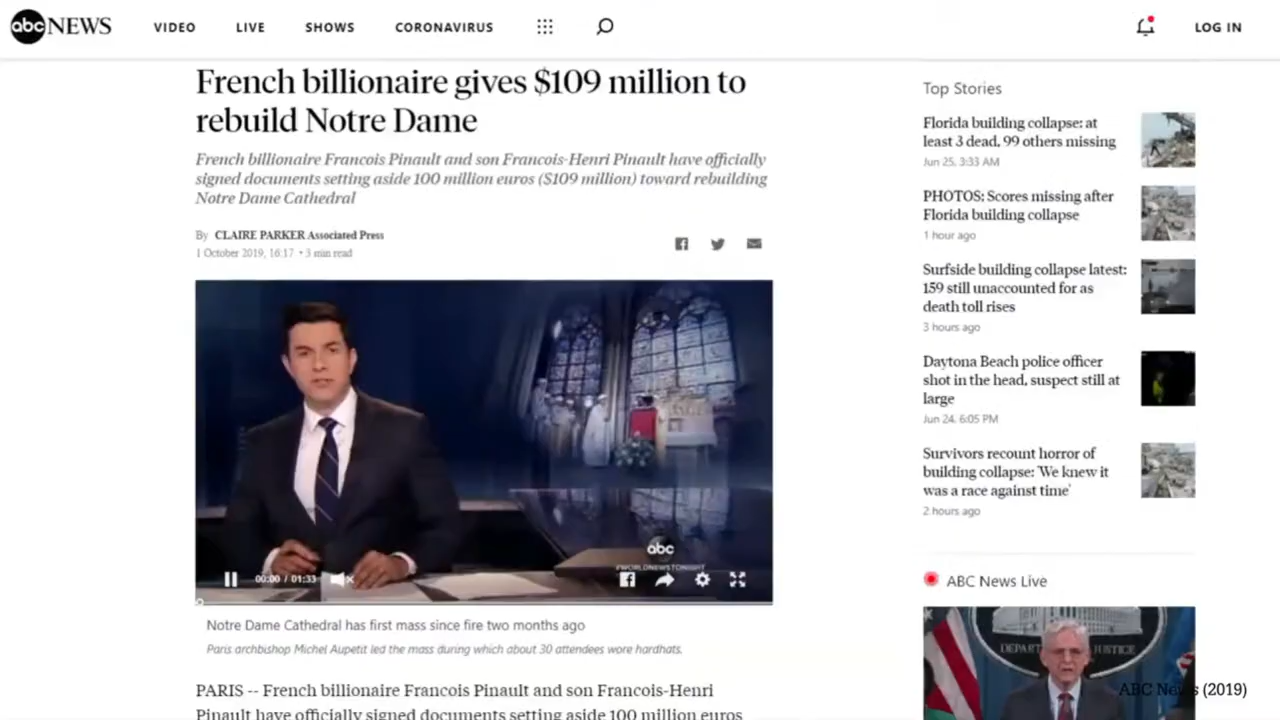 abc NEWS
VIDEO
LIVE
SHOWS
CORONAVIRUS
LOG IN
French billionaire gives $109 million to
rebuild Notre Dame
French billionaire Francois Pinault and son Francois-Henri Pinault have officially
signed documents setting aside 100 million euros ($109 million) toward rebuilding
Notre Dame Cathedral
By CLAIRE PARKER Associated Press
1 October 2019, 16:17 • 3 min read
abc
#WORLDNEWSTONIGHT
00:00 / 01:33
Notre Dame Cathedral has first mass since fire two months ago
Paris archbishop Michel Aupetit led the mass during which about 30 attendees wore hardhats.
PARIS -- French billionaire Francois Pinault and son Francois-Henri
Pinault have officially signed documents setting aside 100 million euros
Top Stories
Florida building collapse: at
least 3 dead, 99 others missing
Jun 25, 3:33 AM
PHOTOS: Scores missing after
Florida building collapse
1 hour ago
Surfside building collapse latest:
159 still unaccounted for as
death toll rises
3 hours ago
Daytona Beach police officer
shot in the head, suspect still at
large
Jun 24, 6:05 PM
Survivors recount horror of
building collapse: 'We knew it
was a race against time'
2 hours ago
ABC News Live
ABC News (2019)